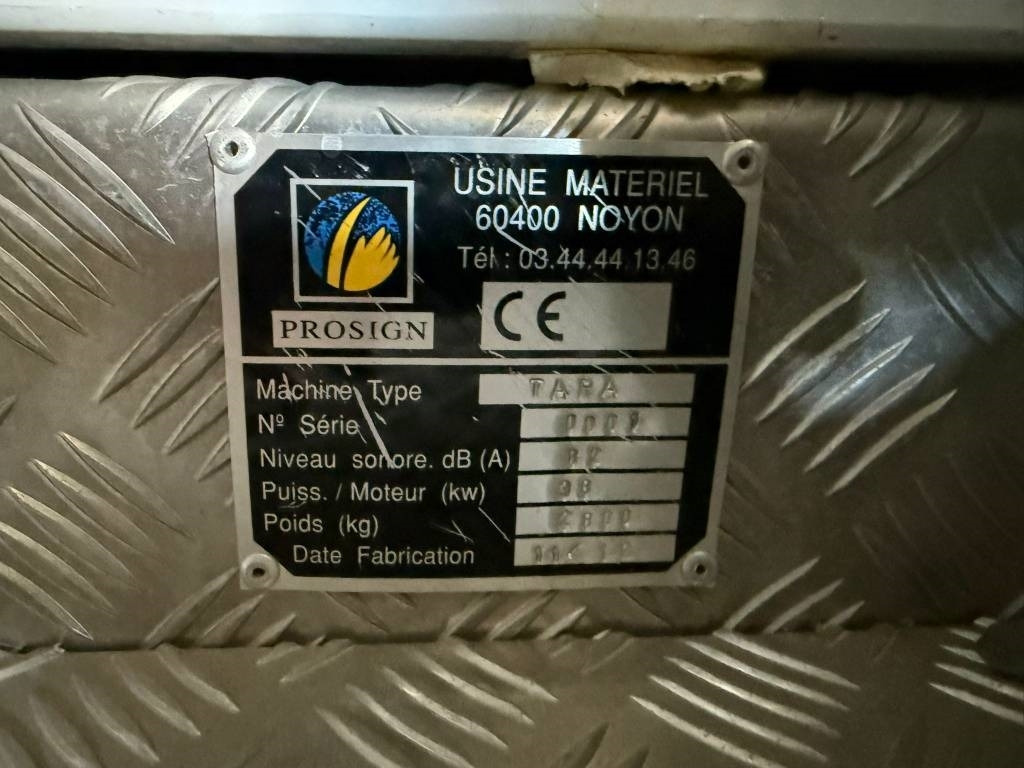 USINE MATERIEL
60400 NOYON
Tél.: 03.44.44.13.46
PROSIGN
CE
Machine Type
Nº Série
Niveau sonore. dB (A)
Puiss. / Moteur (kw)
Poids (kg)
Date Fabrication